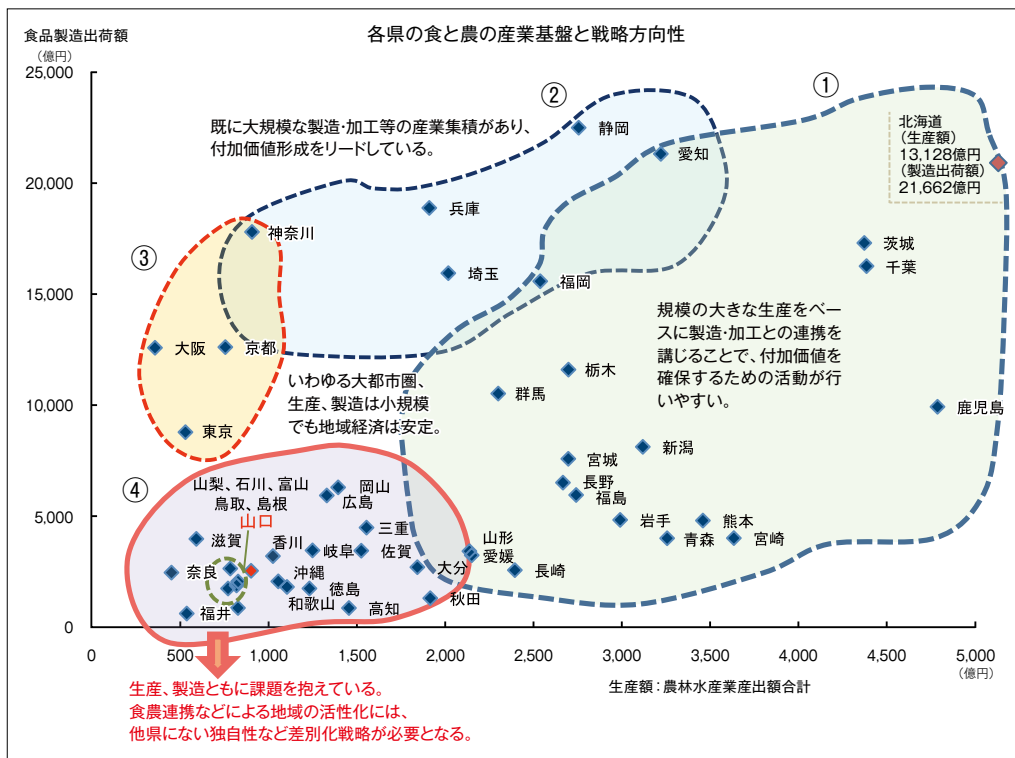 各県の食と農の産業基盤と戦略方向性
食品製造出荷額
（億円）
25,000
20,000
15,000
10,000
5,000
0
①
②
③
④
既に大規模な製造・加工等の産業集積があり、
付加価値形成をリードしている。
静岡
愛知
兵庫
神奈川
埼玉
福岡
北海道
（生産額）
13,128億円
（製造出荷額）
21,662億円
茨城
千葉
規模の大きな生産をベー
スに製造・加工との連携を
講じることで、付加価値を
確保するための活動が行
いやすい。
大阪
京都
東京
いわゆる大都市圏、
生産、製造は小規模
でも地域経済は安定。
栃木
群馬
鹿児島
新潟
宮城
長野
福島
岩手
熊本
青森
宮崎
山梨、石川、富山
鳥取、島根
山口
岡山
広島
三重
滋賀
香川
岐阜
佐賀
山形
愛媛
大分
長崎
奈良
沖縄
徳島
和歌山
高知
秋田
福井
0
500
1,000
1,500
2,000
2,500
3,000
3,500
4,000
4,500
5,000
（億円）
生産額：農林水産業産出額合計
生産、製造ともに課題を抱えている。
食農連携などによる地域の活性化には、
他県にない独自性など差別化戦略が必要となる。